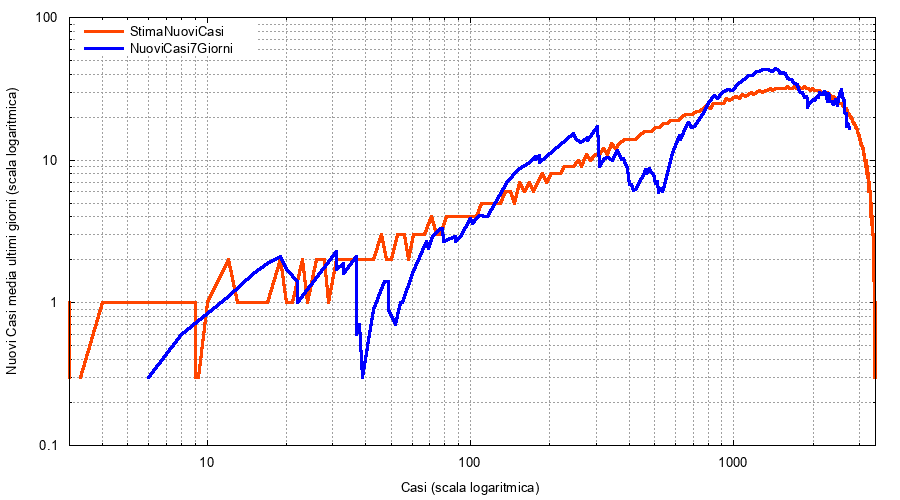 100
StimaNuoviCasi
NuoviCasi7Giorni
10
1
0.1
Nuovi Casi media ultimi giorni (scala logaritmica)
10 100 1000
Casi (scala logaritmica)